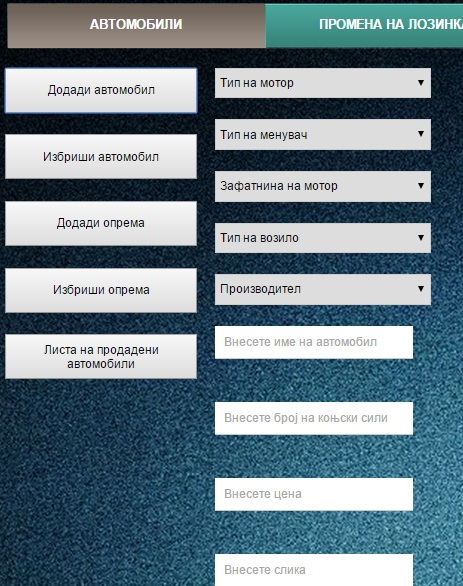 АВТОМОБИЛИ
ПРОМЕНА НА ЛОЗИНКА
Додади автомобил
Избриши автомобил
Додади опрема
Избриши опрема
Листа на продадени
автомобили
Тип на мотор
Тип на менувач
Зафатнина на мотор
Тип на возило
Производител
Внесете име на автомобил
Внесете број на коњски сили
Внесете цена
Внесете слика